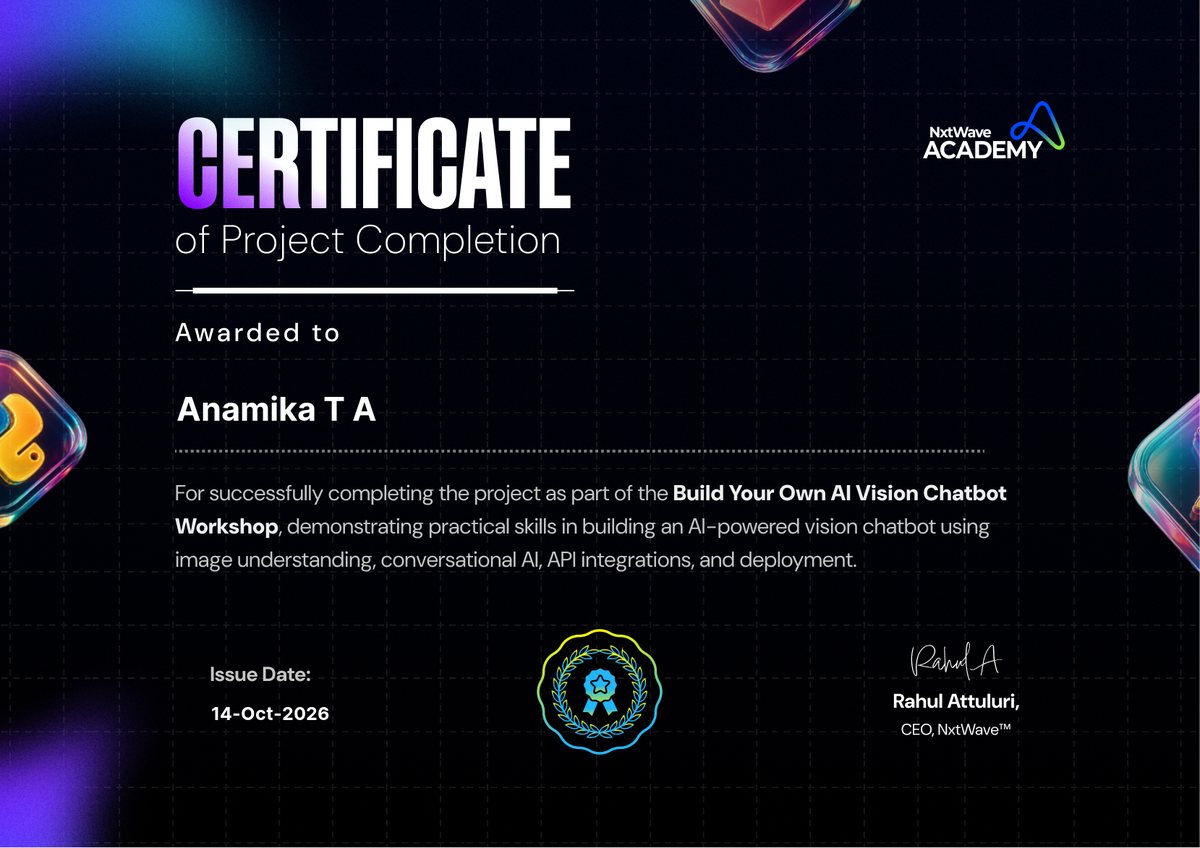 CERTIFICATE
of Project Completion
NxtWave
ACADEMY
Awarded to
Anamika T A
For successfully completing the project as part of the Build Your Own AI Vision Chatbot
Workshop, demonstrating practical skills in building an AI-powered vision chatbot using
image understanding, conversational AI, API integrations, and deployment.
Issue Date:
14-Oct-2026
Rahul A
Rahul Attuluri,
CEO, NxtWave™